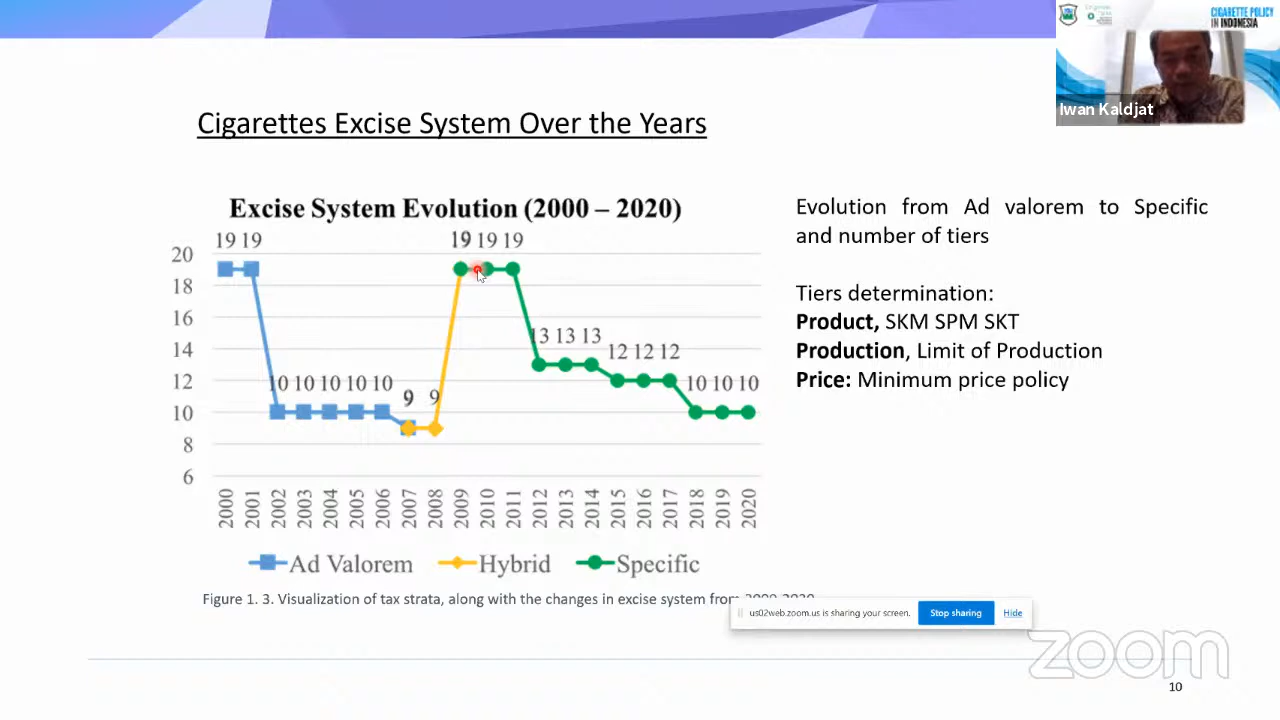 CIGARETTE POLICY
IN INDONESIA
Iwan Kaldjat
Cigarettes Excise System Over the Years
Excise System Evolution (2000 – 2020)
19 19
10 10 10 10 10
9 9
19 19 19
13 13 13
12 12 12
10 10 10
20
18
16
14
12
10
8
6
2000
2001
2002
2003
2004
2005
2006
2007
2008
2009
2010
2011
2012
2013
2014
2015
2016
2017
2018
2019
2020
Ad Valorem
Hybrid
Specific
Figure 1. 3. Visualization of tax strata, along with the changes in excise system from 2000-2020
Evolution from Ad valorem to Specific
and number of tiers
Tiers determination:
Product, SKM SPM SKT
Production, Limit of Production
Price: Minimum price policy
us02web.zoom.us is sharing your screen.
Stop sharing
Hide
zoom
10